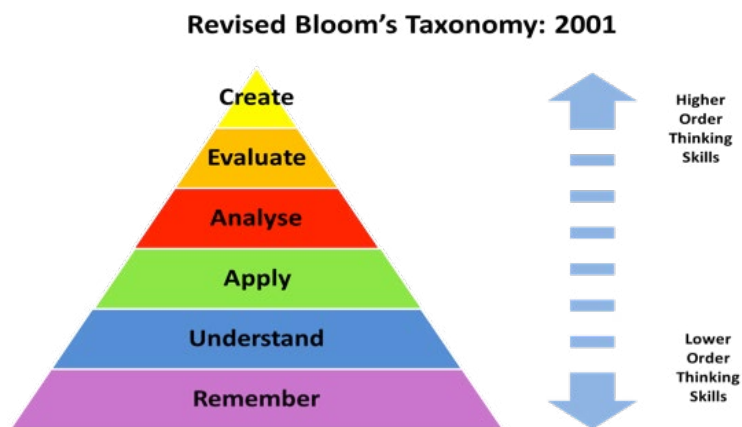 Revised Bloom's Taxonomy: 2001
Create
Evaluate
Analyse
Apply
Understand
Remember
Higher
Order
Thinking
Skills
Lower
Order
Thinking
Skills